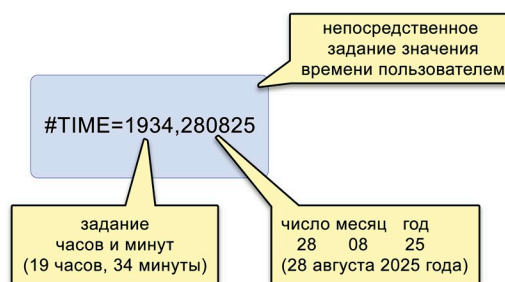 непосредственное
задание значения
времени пользователем
#TIME=1934,280825
задание
часов и минут
(19 часов, 34 минуты)
число месяц год
28 08 25
(28 августа 2025 года)